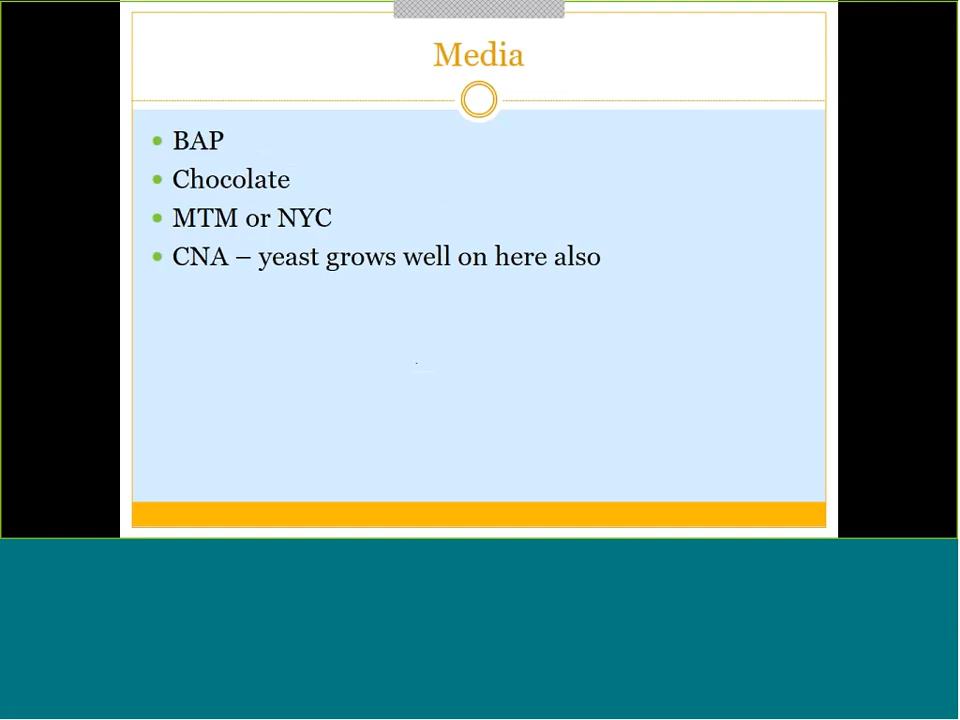 Media
• BAP
• Chocolate
• MTM or NYC
• CNA – yeast grows well on here also